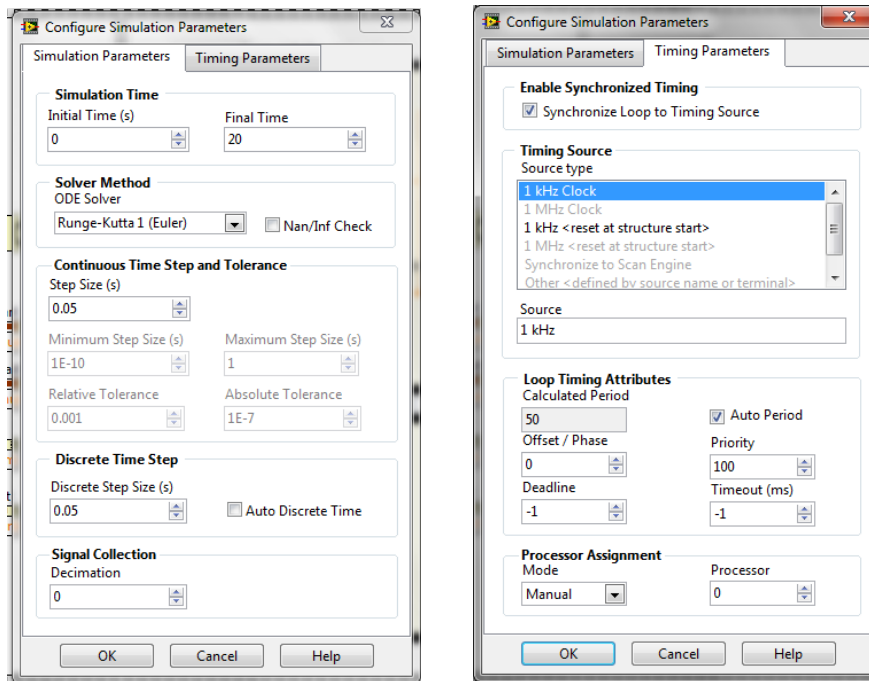 Configure Simulation Parameters
Simulation Parameters Timing Parameters
Simulation Time
Initial Time (s) Final Time
0 20
Solver Method
ODE Solver
Runge-Kutta 1 (Euler) Nan/Inf Check
Continuous Time Step and Tolerance
Step Size (s)
0.05
Minimum Step Size (s) Maximum Step Size (s)
1E-10 1
Relative Tolerance Absolute Tolerance
0.001 1E-7
Discrete Time Step
Discrete Step Size (s)
0.05 Auto Discrete Time
Signal Collection
Decimation
0
OK Cancel Help
Configure Simulation Parameters
Simulation Parameters Timing Parameters
Enable Synchronized Timing
Synchronize Loop to Timing Source
Timing Source
Source type
1 kHz Clock
1 MHz Clock
1 kHz <reset at structure start>
1 MHz <reset at structure start>
Synchronize to Scan Engine
Other <defined by source name or terminal>
Source
1 kHz
Loop Timing Attributes
Calculated Period
50 Auto Period
Offset / Phase Priority
0 100
Deadline Timeout (ms)
-1 -1
Processor Assignment
Mode Processor
Manual 0
OK Cancel Help